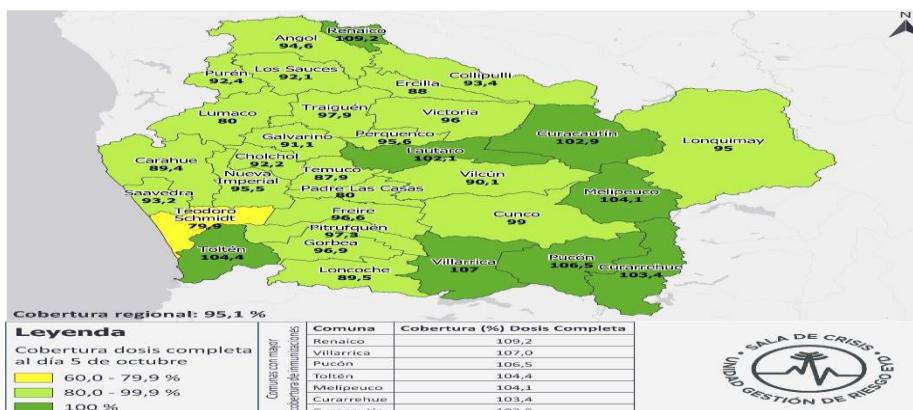 N
Renaico
109,2
Angol
94,6
Los Sauces
92,1
Purén
92,4
Collipulli
93,4
Ercilla
88
Traiguén
97,9
Lumaco
80
Victoria
96
Curacautín
102,9
Lonquimay
95
Perquenco
95,6
Galvarino
91,1
Lautaro
102,1
Cholchol
92,2
Carahue
89,4
Nueva
Imperial
95,5
Temuco
87,9
Vilcún
90,1
Melipeuco
104,1
Padre Las Casas
80
Saavedra
93,2
Teodoro
Schmidt
79,9
Freire
96,6
Cunco
99
Pitrufquén
97,3
Toltén
104,4
Gorbea
96,9
Villarrica
107
Pucón
106,5
Curarrehue
103,4
Loncoche
89,5
Cobertura regional: 95,1 %
Leyenda
Cobertura dosis completa
al día 5 de octubre
60,0 - 79,9 %
80,0 - 99,9 %
100 %
Comunas con mayor
cobertura de inmunizaciones
Comuna Cobertura (%) Dosis Completa
Renaico 109,2
Villarrica 107,0
Pucón 106,5
Toltén 104,4
Melipeuco 104,1
Curarrehue 103,4
SALA DE CRISIS
UNIDAD GESTIÓN DE RIESGO EYD